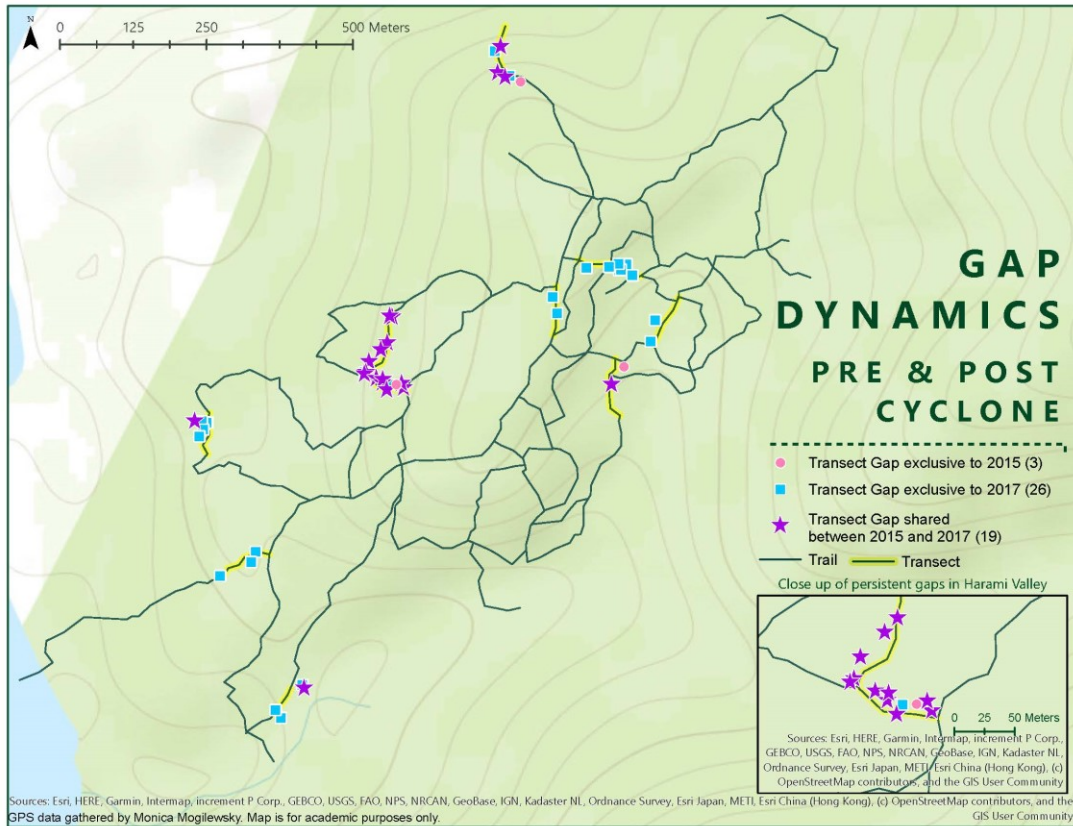 N
0 125 250 500 Meters
GAP
DYNAMICS
PRE & POST
CYCLONE
Transect Gap exclusive to 2015 (3)
Transect Gap exclusive to 2017 (26)
Transect Gap shared
between 2015 and 2017 (19)
Trail Transect
Close up of persistent gaps in Harami Valley
0 25 50 Meters
Sources: Esri, HERE, Garmin, Intermap, increment P Corp.,
GEBCO, USGS, FAO, NPS, NRCAN, GeoBase, IGN, Kadaster NL,
Ordnance Survey, Esri Japan, METI, Esri China (Hong Kong), (c)
OpenStreetMap contributors, and the GIS User Community
Sources: Esri, HERE, Garmin, Intermap, increment P Corp., GEBCO, USGS, FAO, NPS, NRCAN, GeoBase, IGN, Kadaster NL, Ordnance Survey, Esri Japan, METI, Esri China (Hong Kong), (c) OpenStreetMap contributors, and the
GIS User Community
GPS data gathered by Monica Mogilewsky. Map is for academic purposes only.